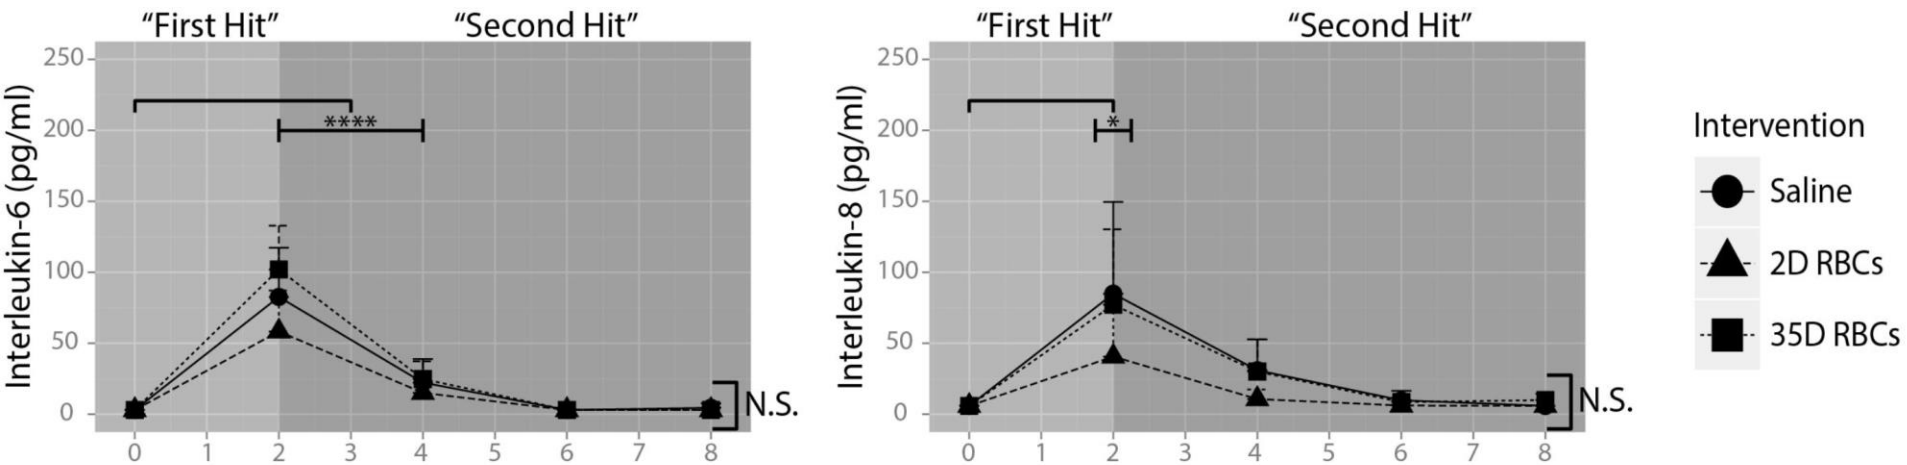 “First Hit” “Second Hit”
Interleukin-6 (pg/ml)
250
200
150
100
50
0
****
N.S.
0 1 2 3 4 5 6 7 8
“First Hit” “Second Hit”
Interleukin-8 (pg/ml)
250
200
150
100
50
0
*
N.S.
0 1 2 3 4 5 6 7 8
Intervention
Saline
2D RBCs
35D RBCs